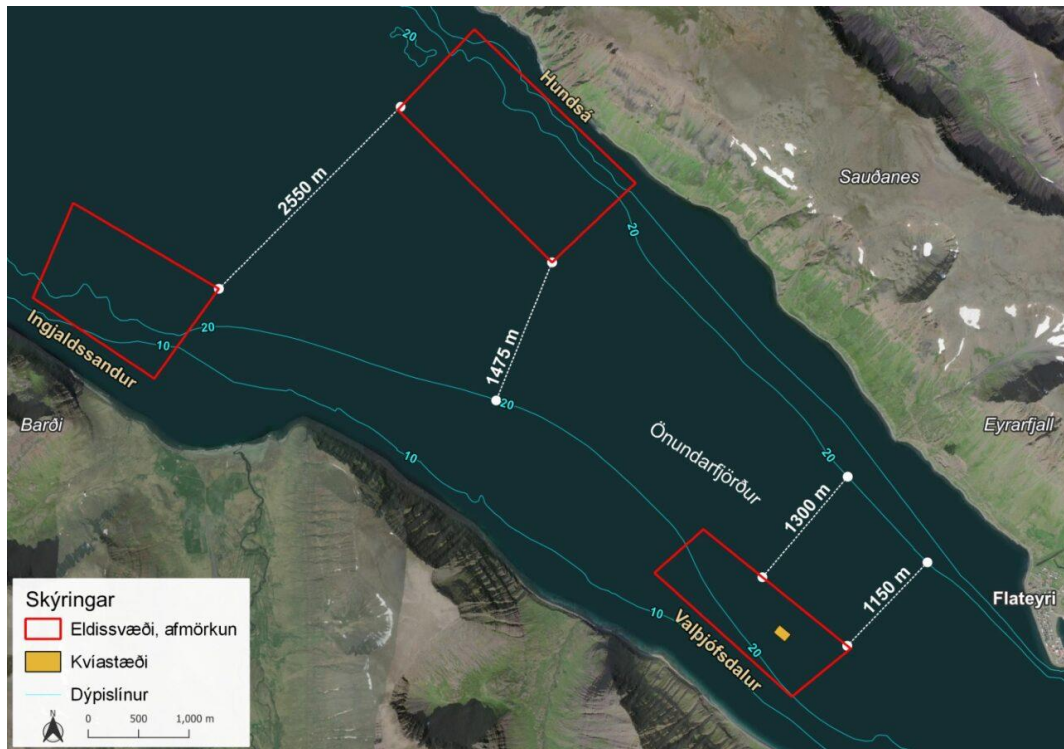 20
Hundsá
2550 m
Sauðanes
20
20
10
Ingjaldssandur
1475 m
20
Barði
10
Önundarfjörður
Eyrarfjall
20
1300 m
1150 m
Flateyri
10
Valþjófsdalur
20
Skýringar
Eldissvæði, afmörkun
Kvíastæði
Dýpislínur
N
0 500 1,000 m